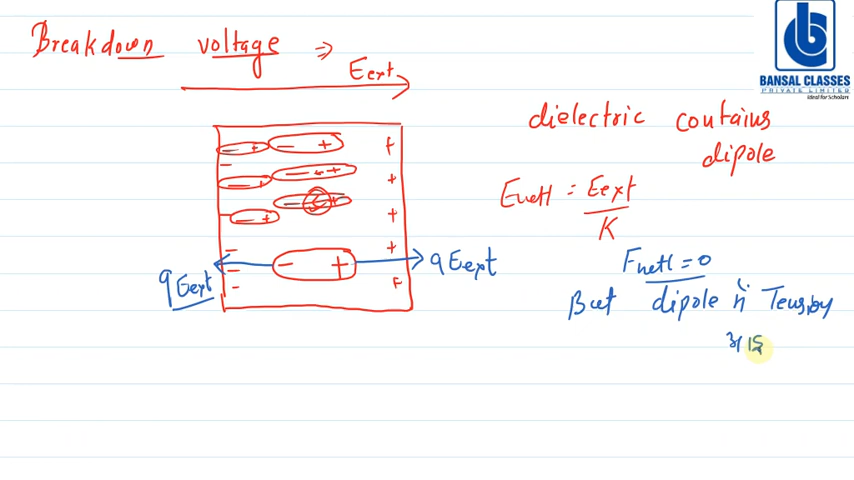 Breakdown voltage ⇒
Eext
BANSAL CLASSES
PRIVATE LIMITED
Ideal for Scholars
dielectric contains
dipole
Enett = Eext / K
- + - + +
- + - + +
- + +
- +
qEext - + qEext
- +
Fnett = 0
But dipole in